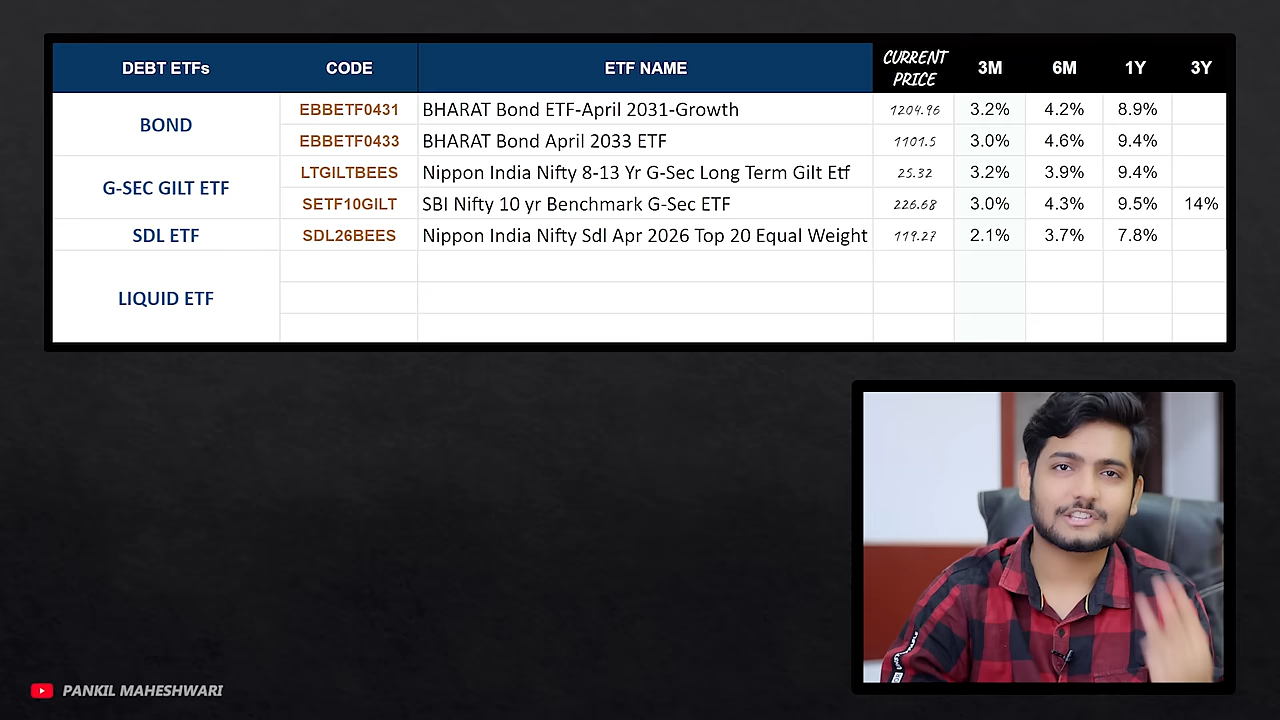 DEBT ETFs CODE ETF NAME CURRENT PRICE 3M 6M 1Y 3Y
BOND
EBBETF0431 BHARAT Bond ETF-April 2031-Growth 1204.96 3.2% 4.2% 8.9%
EBBETF0433 BHARAT Bond April 2033 ETF 1101.5 3.0% 4.6% 9.4%
G-SEC GILT ETF
LTGILTBEES Nippon India Nifty 8-13 Yr G-Sec Long Term Gilt Etf 25.32 3.2% 3.9% 9.4%
SETF10GILT SBI Nifty 10 yr Benchmark G-Sec ETF 226.68 3.0% 4.3% 9.5% 14%
SDL ETF SDL26BEES Nippon India Nifty Sdl Apr 2026 Top 20 Equal Weight 119.27 2.1% 3.7% 7.8%
LIQUID ETF
PANKIL MAHESHWARI